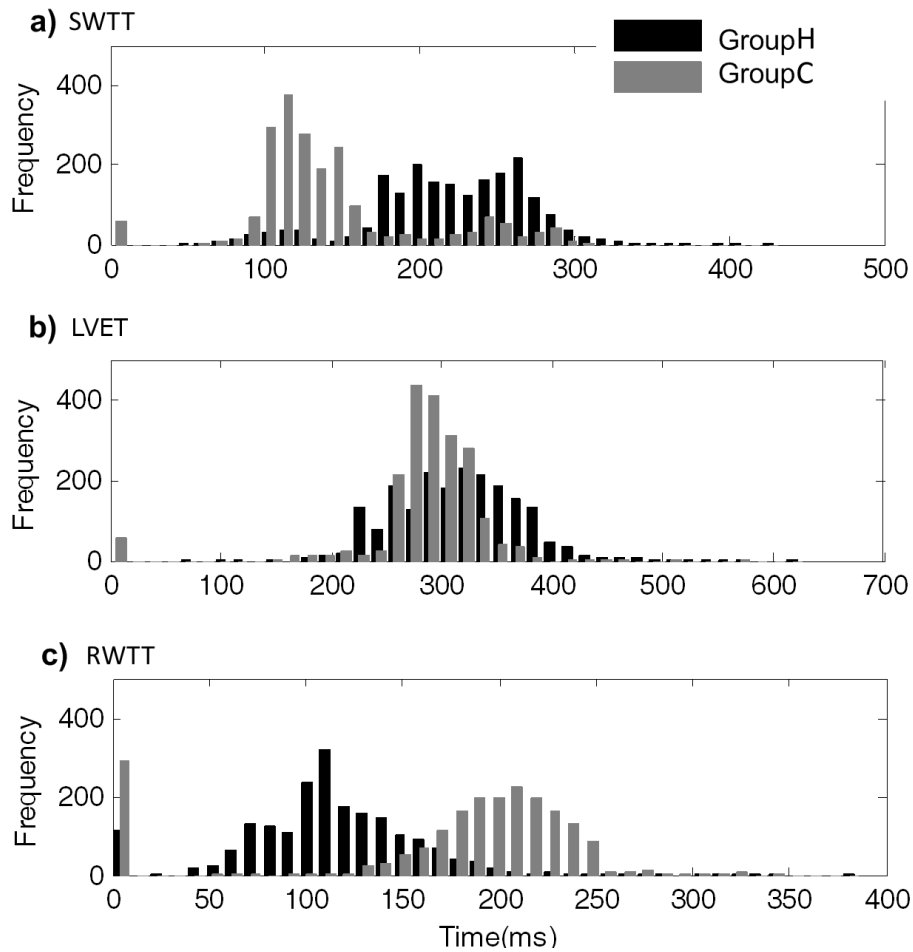 a) SWTT
GroupH
GroupC
Frequency
400
200
0
0 100 200 300 400 500
b) LVET
Frequency
400
200
0
0 100 200 300 400 500 600 700
c) RWTT
Frequency
400
200
0
0 50 100 150 200 250 300 350 400
Time(ms)